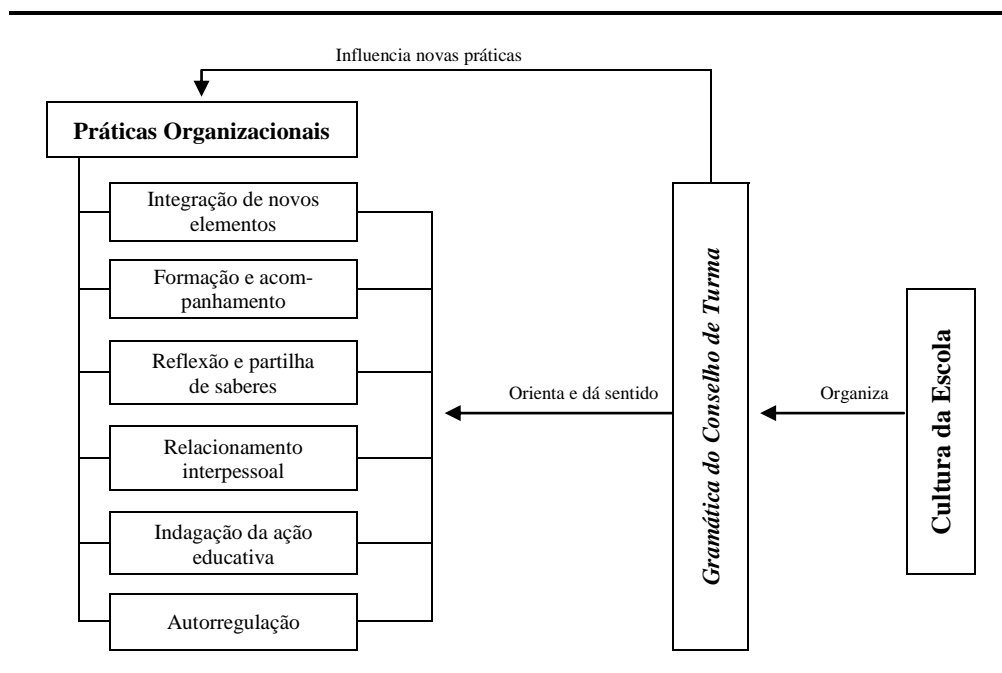 Influencia novas práticas
Práticas Organizacionais
Integração de novos
elementos
Formação e acom-
panhamento
Reflexão e partilha
de saberes
Relacionamento
interpessoal
Indagação da ação
educativa
Autorregulação
Orienta e dá sentido
Gramática do Conselho de Turma
Organiza
Cultura da Escola